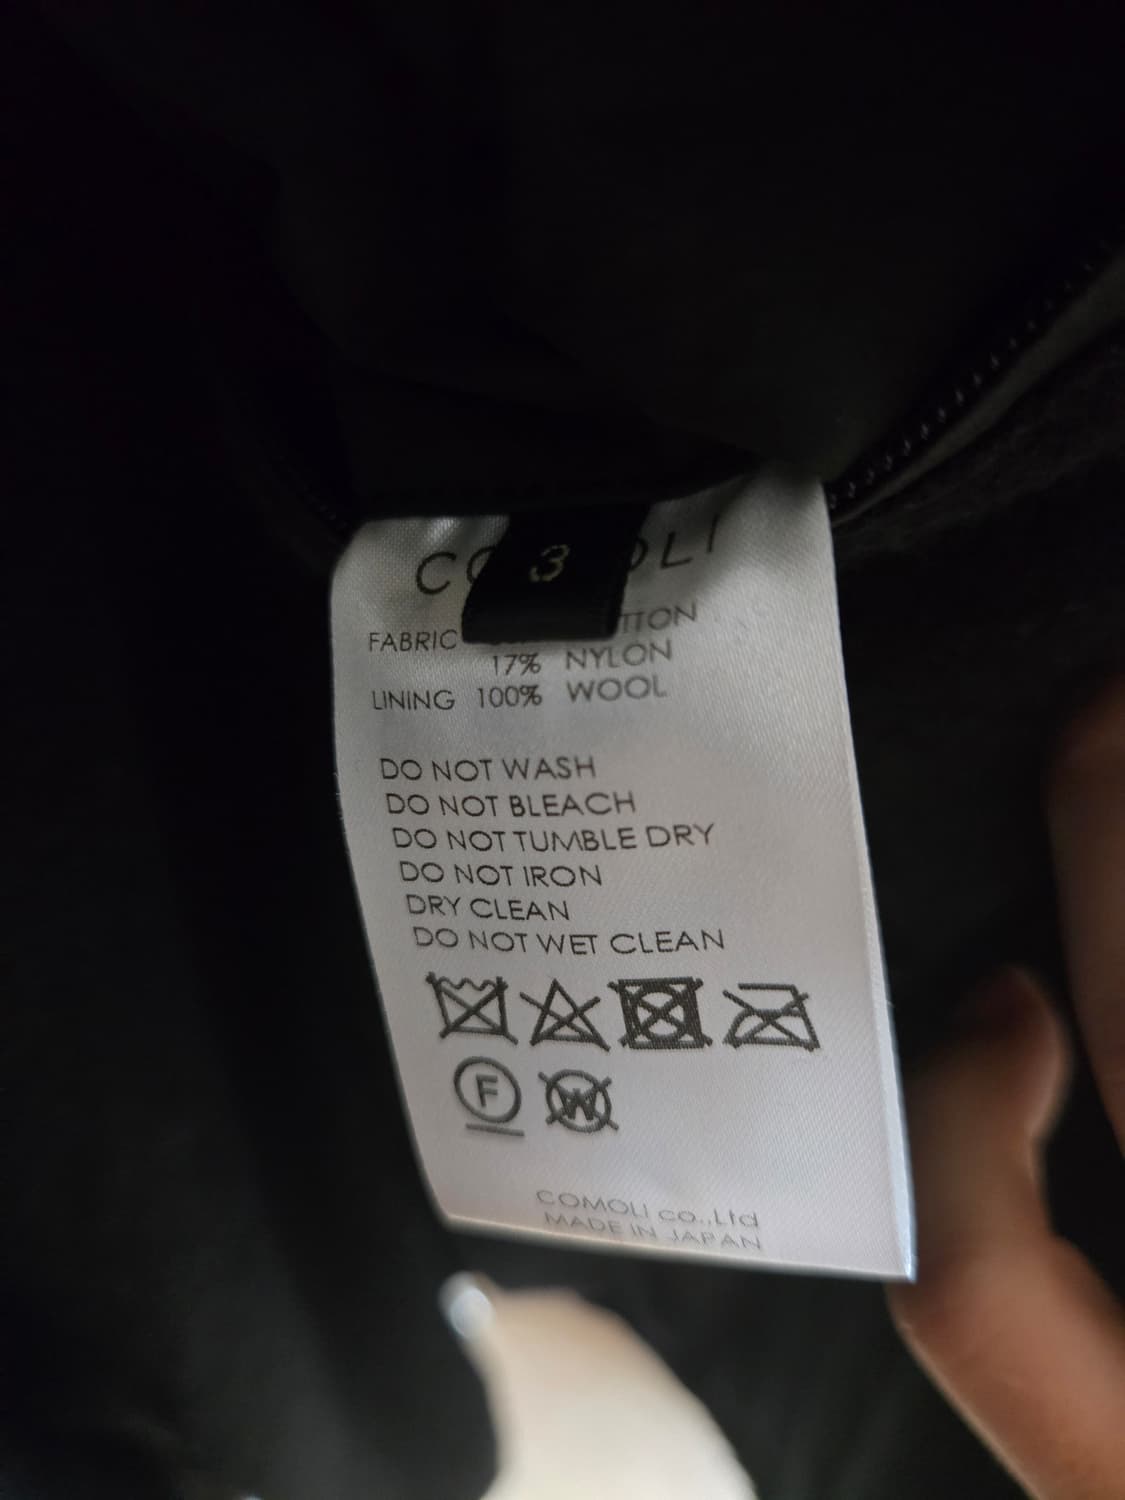 3
FABRIC
17% NYLON
LINING 100% WOOL
DO NOT WASH
DO NOT BLEACH
DO NOT TUMBLE DRY
DO NOT IRON
DRY CLEAN
DO NOT WET CLEAN
F W
COMOLI co.,Ltd
MADE IN JAPAN